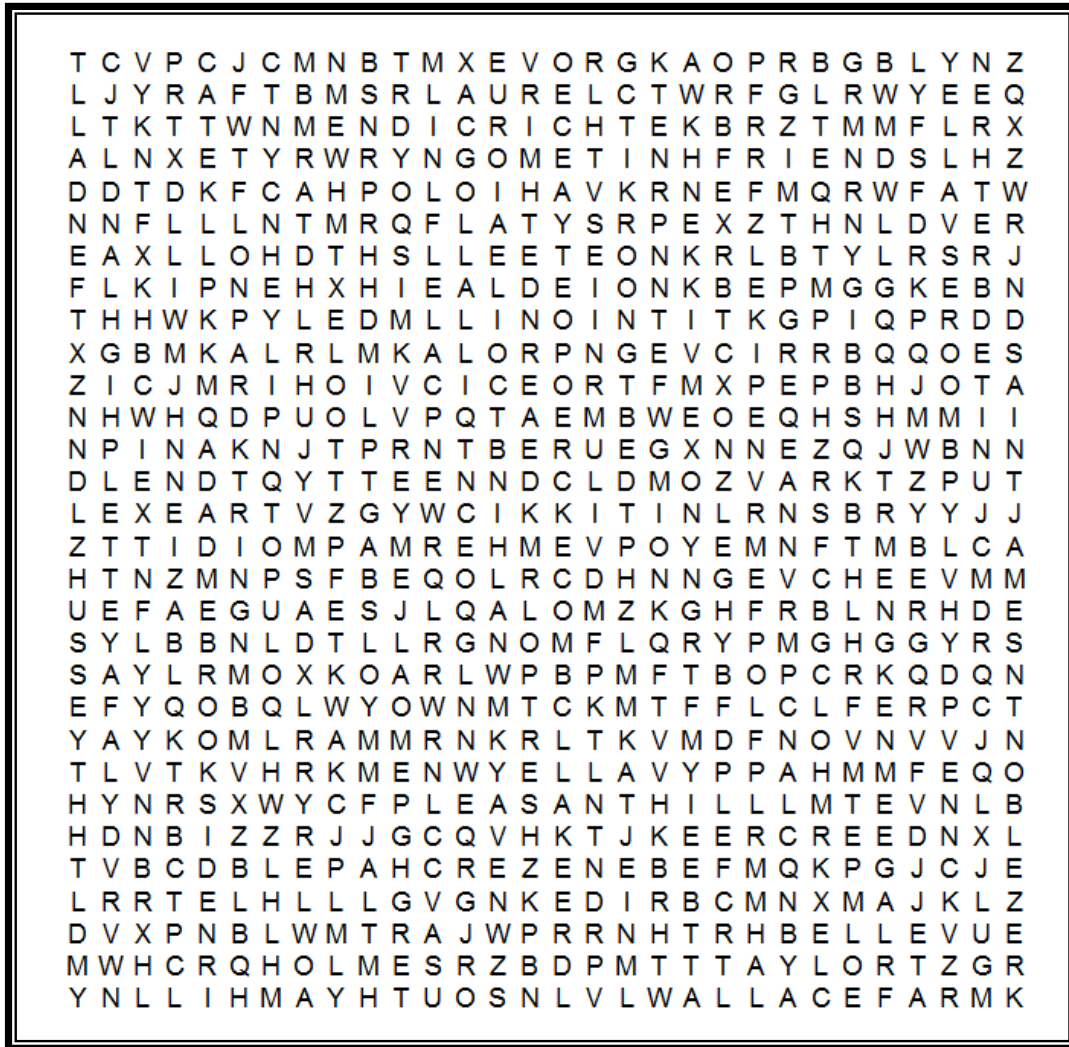 T C V P C J C M N B T M X E V O R G K A O P R B G B L Y N Z
L J Y R A F T B M S R L A U R E L C T W R F G L R W Y E E Q
L T K T T W N M E N D I C R I C H T E K B R Z T M M F L R X
A L N X E T Y R W R Y N G O M E T I N H F R I E N D S L H Z
D D T D K F C A H P O L O I H A V K R N E F M Q R W F A T W
N N F L L L N T M R Q F L A T Y S R P E X Z T H N L D V E R
E A X L L O H D T H S L L E E T E O N K R L B T Y L R S R J
F L K I P N E H X H I E A L D E I O N K B E P M G G K E B N
T H H W K P Y L E D M L L I N O I N T I T K G P I Q P R D D
X G B M K A L R L M K A L O R P N G E V C I R R B Q Q O E S
Z I C J M R I H O I V C I C E O R T F M X P E P B H J O T A
N H W H Q D P U O L V P Q T A E M B W E O E Q H S H M M I I
N P I N A K N J T P R N T B E R U E G X N N E Z Q J W B N N
D L E N D T Q Y T T E E N N D C L D M O Z V A R K T Z P U T
L E X E A R T V Z G Y W C I K K I T I N L R N S B R Y Y J J
Z T T I D I O M P A M R E H M E V P O Y E M N F T M B L C A
H T N Z M N P S F B E Q O L R C D H N N G E V C H E E V M M
U E F A E G U A E S J L Q A L O M Z K G H F R B L N R H D E
S Y L B B N L D T L L R G N O M F L Q R Y P M G H G G Y R S
S A Y L R M O X K O A R L W P B P M F T B O P C R K Q D Q N
E F Y Q O B Q L W Y O W N M T C K M T F F L C L F E R P C T
Y A Y K O M L R A M M R N K R L T K V M D F N O V N V V J N
T L V T K V H R K M E N W Y E L L A V Y P P A H M M F E Q O
H Y N R S X W Y C F P L E A S A N T H I L L L M T E V N L B
H D N B I Z Z R J J G C Q V H K T J K E E R C R E E D N X L
T V B C D B L E P A H C R E Z E N E B E F M Q K P G J C J E
L R R T E L H L L L G V G N K E D I R B C M N X M A J K L Z
D V X P N B L W M T R A J W P R R N H T R H B E L L E V U E
M W H C R Q H O L M E S R Z B D P M T T T A Y L O R T Z G R
Y N L L I H M A Y H T U O S N L V L W A L L A C E F A R M K